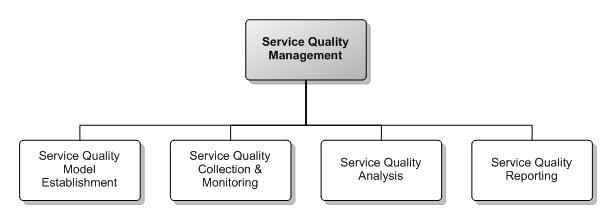 Service Quality
Management
Service Quality
Model
Establishment
Service Quality
Collection &
Monitoring
Service Quality
Analysis
Service Quality
Reporting